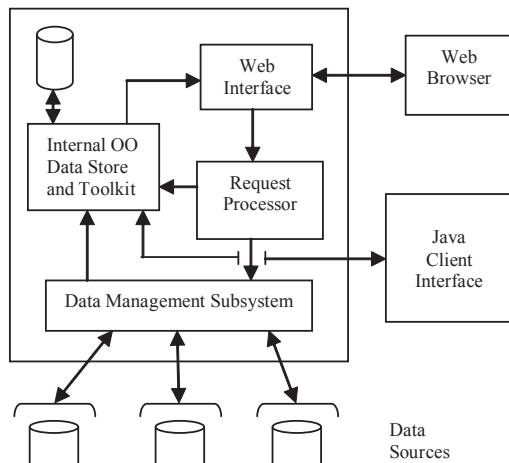 Web
Interface
Web
Browser
Internal OO
Data Store
and Toolkit
Request
Processor
Java
Client
Interface
Data Management Subsystem
Data
Sources